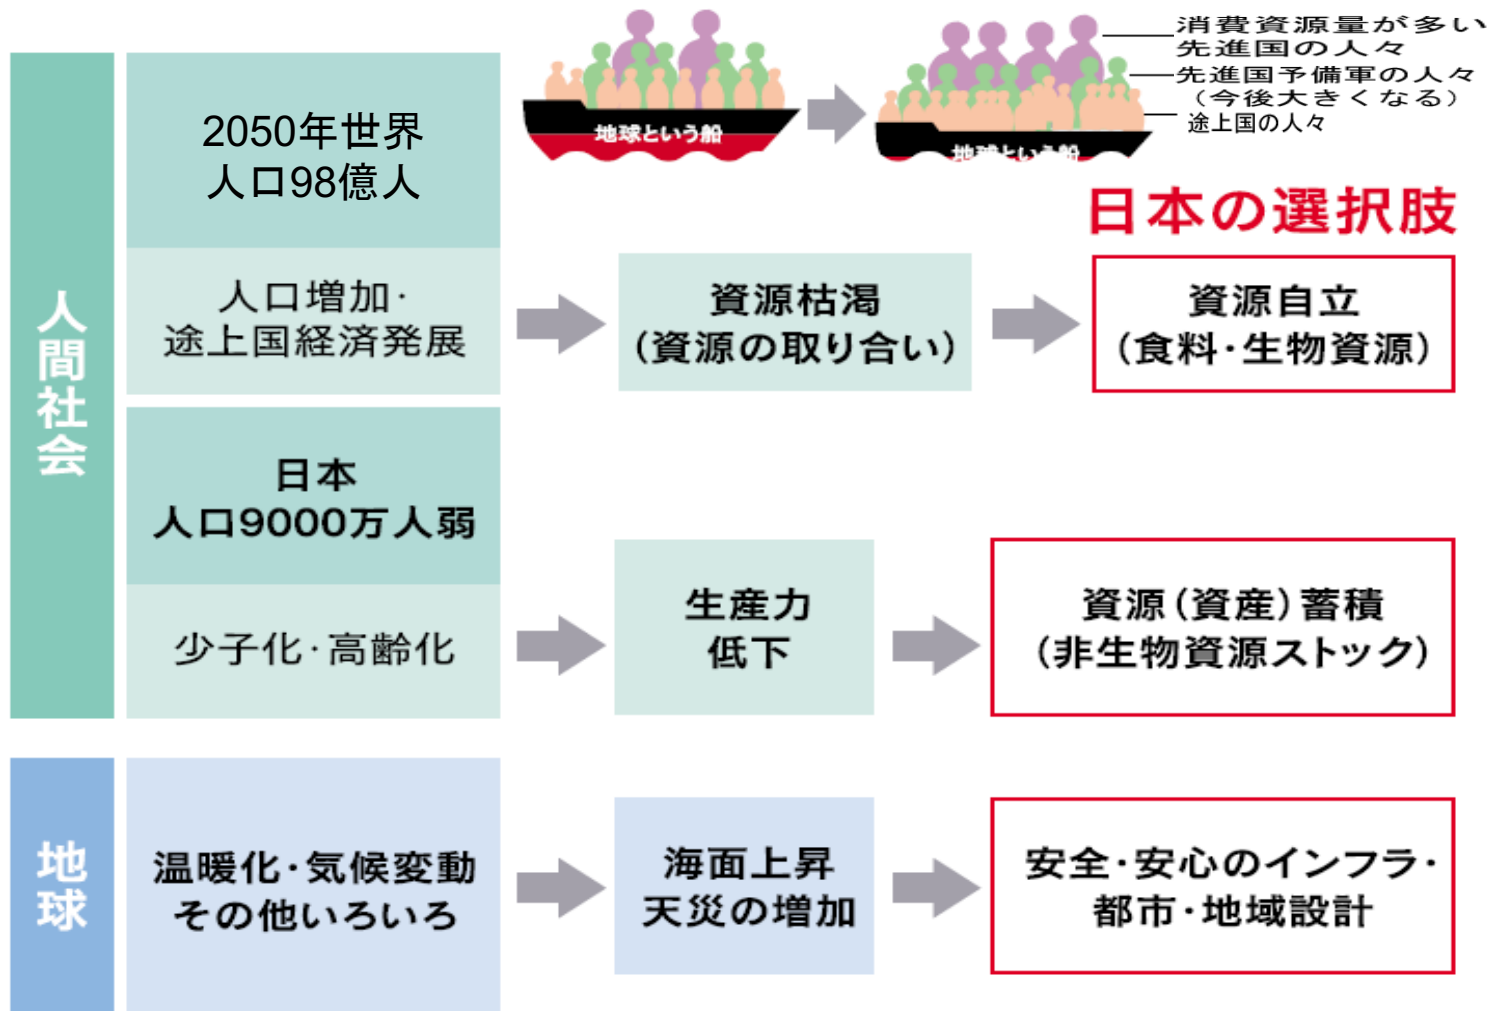 消費資源量が多い
先進国の人々
先進国予備軍の人々
（今後大きくなる）
途上国の人々
地球という船
地球という船
日本の選択肢
人間社会
2050年世界
人口98億人
人口増加・
途上国経済発展
資源枯渇
（資源の取り合い）
資源自立
（食料・生物資源）
日本
人口9000万人弱
少子化・高齢化
生産力
低下
資源（資産）蓄積
（非生物資源ストック）
地球
温暖化・気候変動
その他いろいろ
海面上昇
天災の増加
安全・安心のインフラ・
都市・地域設計